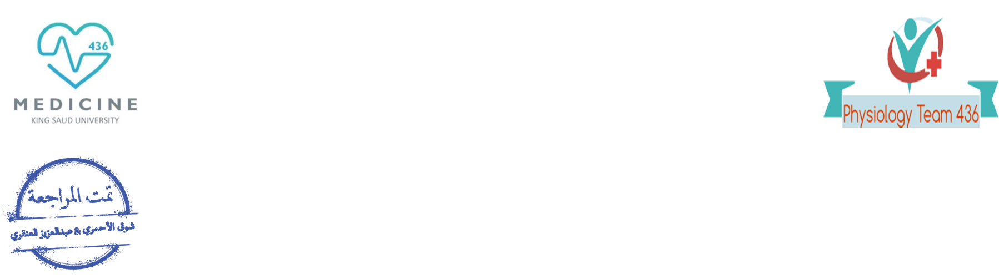 436
MEDICINE
KING SAUD UNIVERSITY
Physiology Team 436
تمت المراجعة
شوق الأحمري & عبدالعزيز العنقري